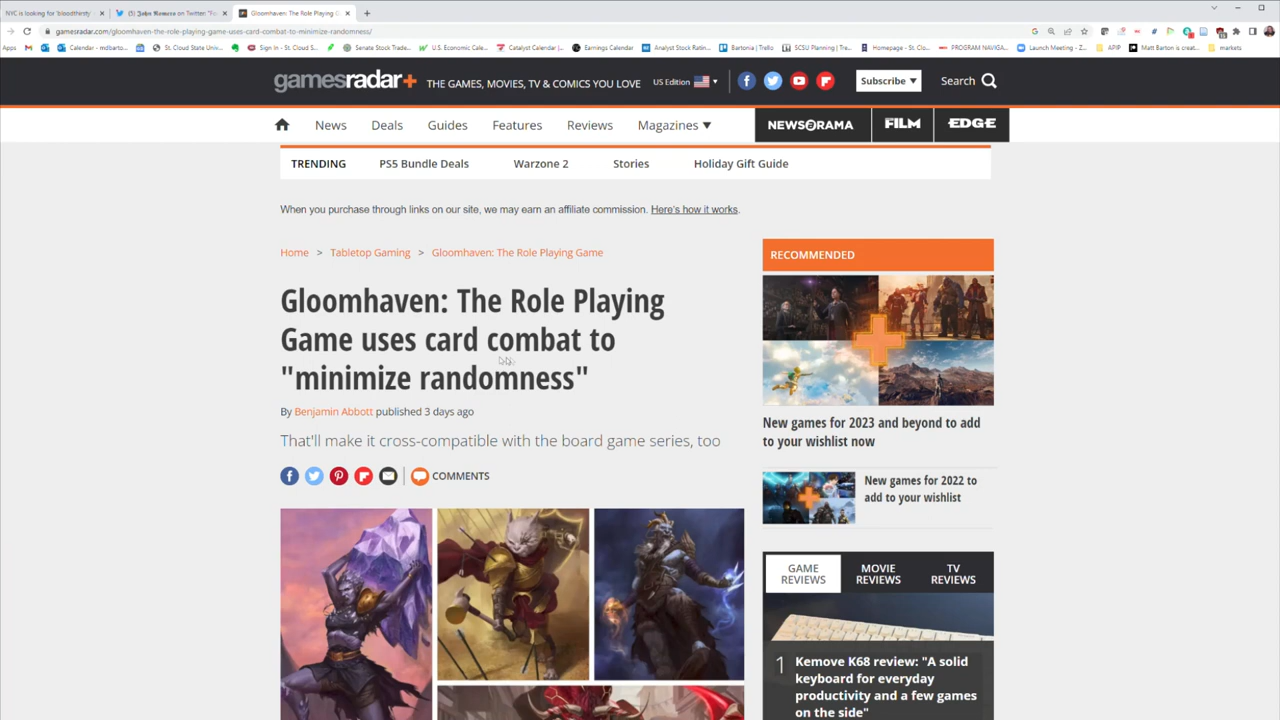 NYC is looking for 'bloodthirsty
Gloomhaven: The Role Playing G
gamesradar.com/gloomhaven-the-role-playing-game-uses-card-combat-to-minimize-randomness/
Apps
Calendar - mdbarto...
St. Cloud State Univ...
Sign In - St. Cloud S...
Senate Stock Trade...
U.S. Economic Cale...
Catalyst Calendar |...
Earnings Calendar
Analyst Stock Ratin...
Bartonia | Trello
SCSU Planning | Tre...
Homepage - St. Clo...
PROGRAM NAVIGA...
Launch Meeting - Z...
APIP
Matt Barton is creat...
markets
gamesradar+
THE GAMES, MOVIES, TV & COMICS YOU LOVE
US Edition
Subscribe ▼
Search
News
Deals
Guides
Features
Reviews
Magazines ▼
NEWSARAMA
FILM
EDGE
TRENDING
PS5 Bundle Deals
Warzone 2
Stories
Holiday Gift Guide
When you purchase through links on our site, we may earn an affiliate commission. Here's how it works.
Home > Tabletop Gaming > Gloomhaven: The Role Playing Game
Gloomhaven: The Role Playing
Game uses card combat to
"minimize randomness"
By Benjamin Abbott published 3 days ago
That'll make it cross-compatible with the board game series, too
COMMENTS
RECOMMENDED
New games for 2023 and beyond to add
to your wishlist now
New games for 2022 to
add to your wishlist
GAME
REVIEWS
MOVIE
REVIEWS
TV
REVIEWS
1
Kemove K68 review: "A solid
keyboard for everyday
productivity and a few games
on the side"